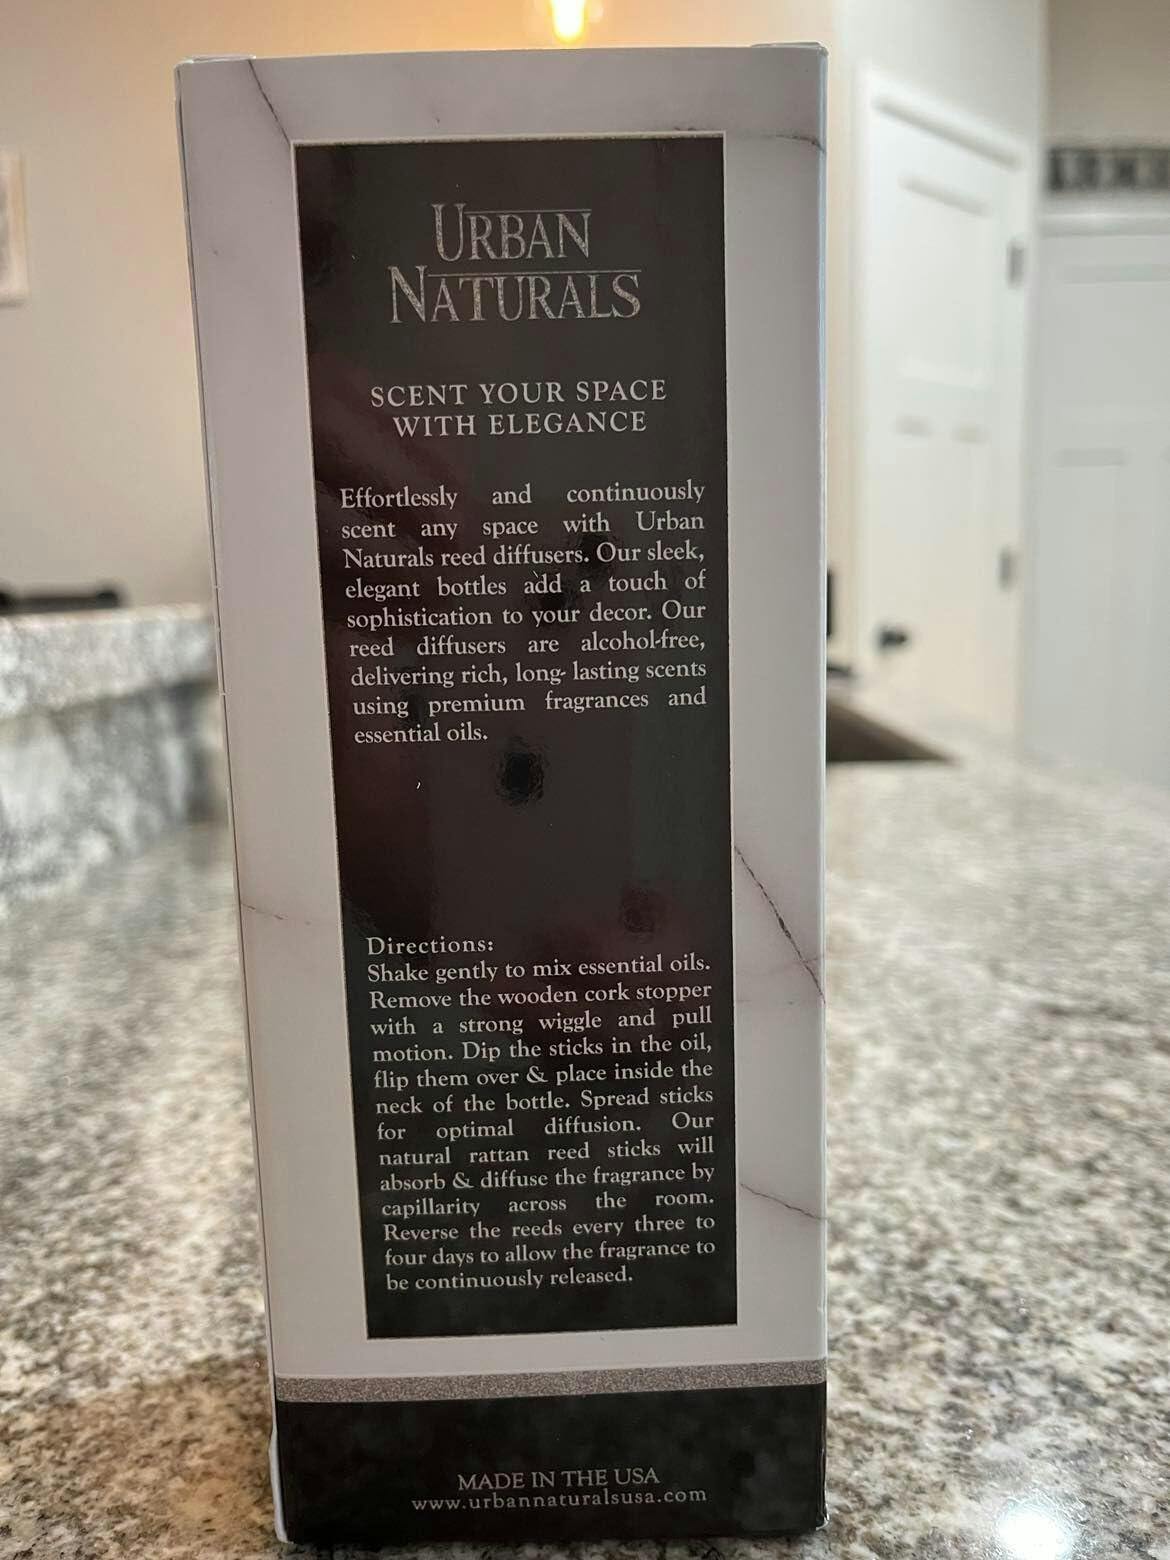 URBAN
NATURALS
SCENT YOUR SPACE
WITH ELEGANCE
Effortlessly and continuously
scent any space with Urban
Naturals reed diffusers. Our sleek,
elegant bottles add a touch of
sophistication to your decor. Our
reed diffusers are alcohol-free,
delivering rich, long- lasting scents
using premium fragrances and
essential oils.
Directions:
Shake gently to mix essential oils.
Remove the wooden cork stopper
with a strong wiggle and pull
motion. Dip the sticks in the oil,
flip them over & place inside the
neck of the bottle. Spread sticks
for optimal diffusion. Our
natural rattan reed sticks will
absorb & diffuse the fragrance by
capillarity across the room.
Reverse the reeds every three to
four days to allow the fragrance to
be continuously released.
MADE IN THE USA
www.urbannaturalsusa.com